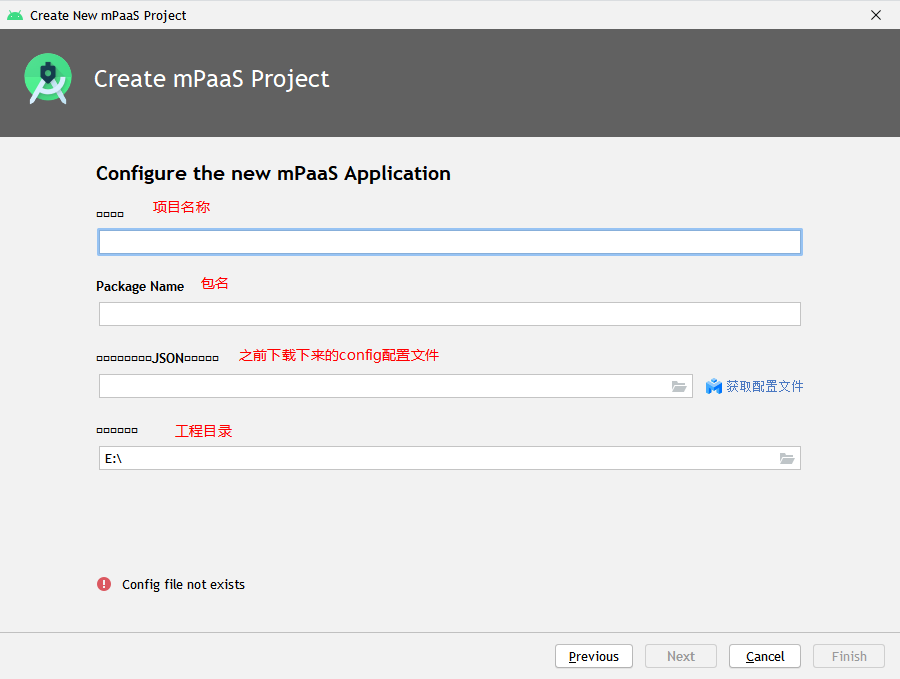 Create New mPaaS Project
Create mPaaS Project
Configure the new mPaaS Application
□□□□ 项目名称
Package Name 包名
□□□□□□□□JSON□□□□□ 之前下载下来的config配置文件
获取配置文件
□□□□□□ 工程目录
E:\
Config file not exists
Previous Next Cancel Finish